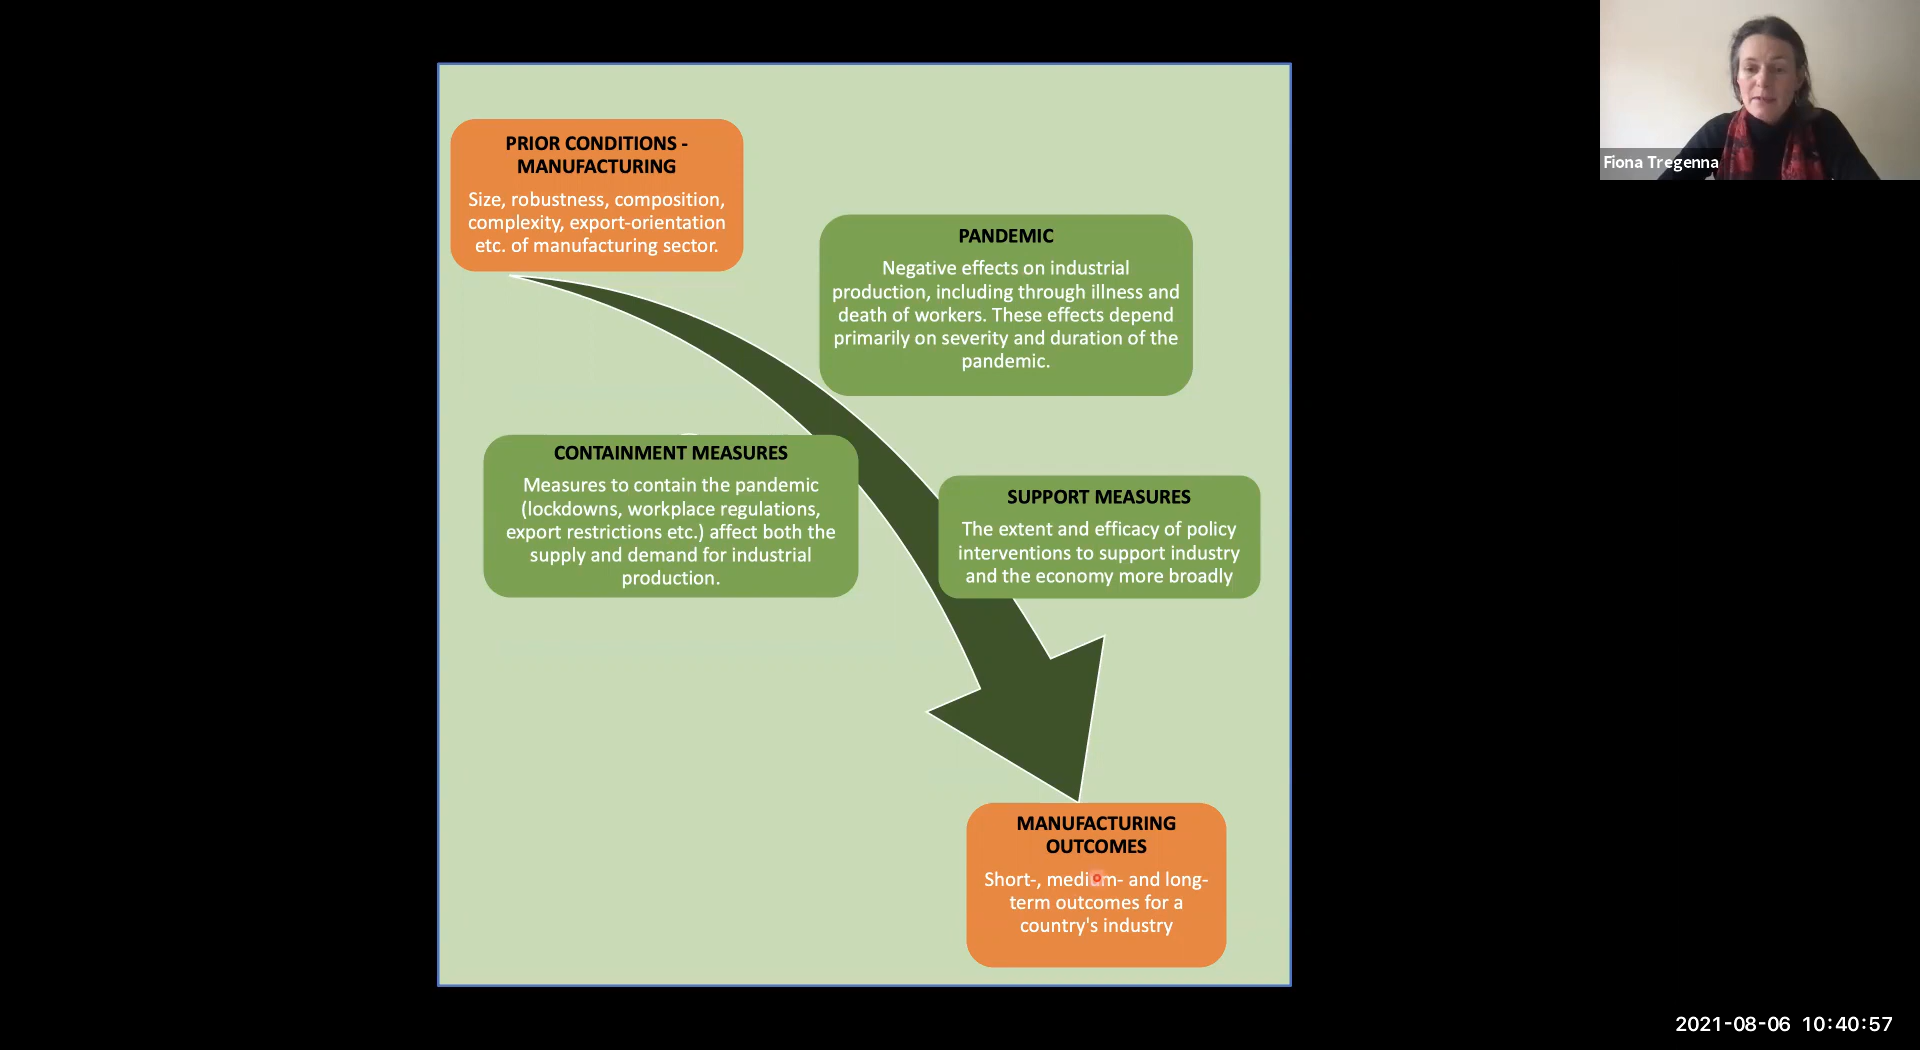 PRIOR CONDITIONS -
MANUFACTURING
Size, robustness, composition,
complexity, export-orientation
etc. of manufacturing sector.
PANDEMIC
Negative effects on industrial
production, including through illness and
death of workers. These effects depend
primarily on severity and duration of the
pandemic.
CONTAINMENT MEASURES
Measures to contain the pandemic
(lockdowns, workplace regulations,
export restrictions etc.) affect both the
supply and demand for industrial
production.
SUPPORT MEASURES
The extent and efficacy of policy
interventions to support industry
and the economy more broadly
MANUFACTURING
OUTCOMES
Short-, medium- and long-
term outcomes for a
country's industry
Fiona Tregenna
2021-08-06 10:40:57